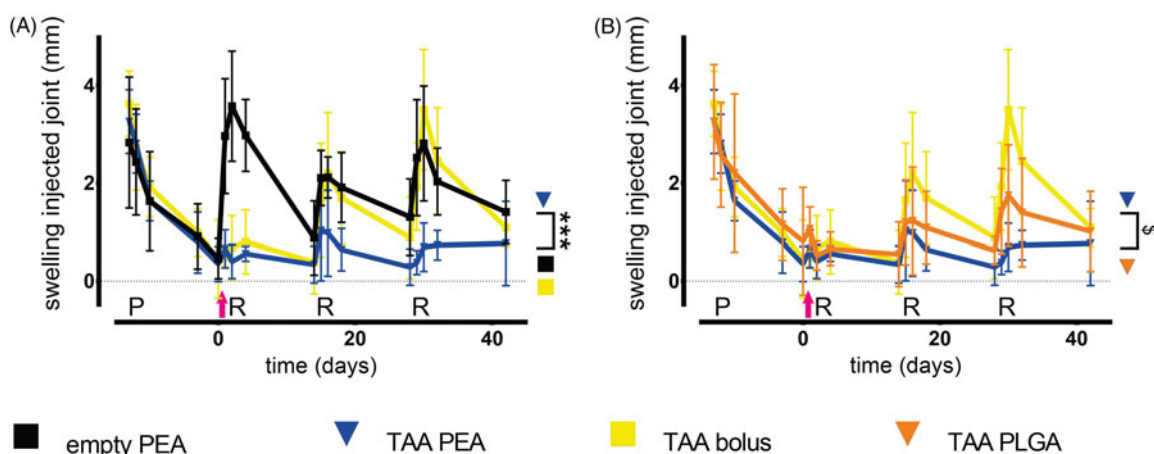 (A)
swelling injected joint (mm)
4
2
0
P R R R
0 20 40
time (days)
***
(B)
swelling injected joint (mm)
4
2
0
P R R R
0 20 40
time (days)
$
empty PEA TAA PEA TAA bolus TAA PLGA